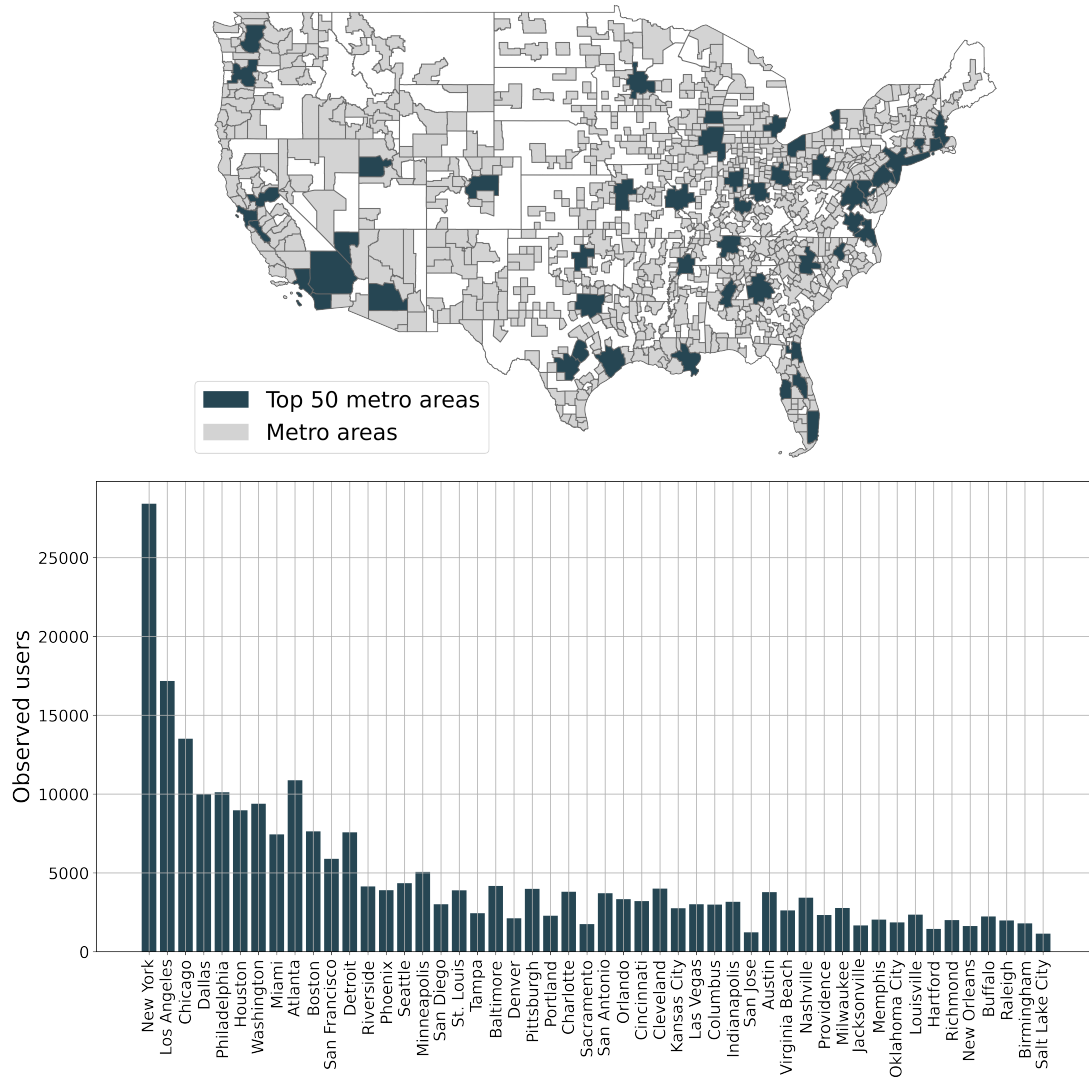 Top 50 metro areas
Metro areas
Observed users
25000
20000
15000
10000
5000
0
New York
Los Angeles
Chicago
Dallas
Philadelphia
Houston
Washington
Miami
Atlanta
Boston
San Francisco
Detroit
Riverside
Phoenix
Seattle
Minneapolis
San Diego
St. Louis
Tampa
Baltimore
Denver
Pittsburgh
Portland
Charlotte
Sacramento
San Antonio
Orlando
Cincinati
Cleveland
Kansas City
Las Vegas
Columbus
Indianapolis
San Jose
Austin
Virginia Beach
Nashville
Providence
Milwaukee
Jacksonville
Memphis
Oklahoma City
Louisville
Hartford
Richmond
New Orleans
Buffalo
Raleigh
Birmingham
Salt Lake City